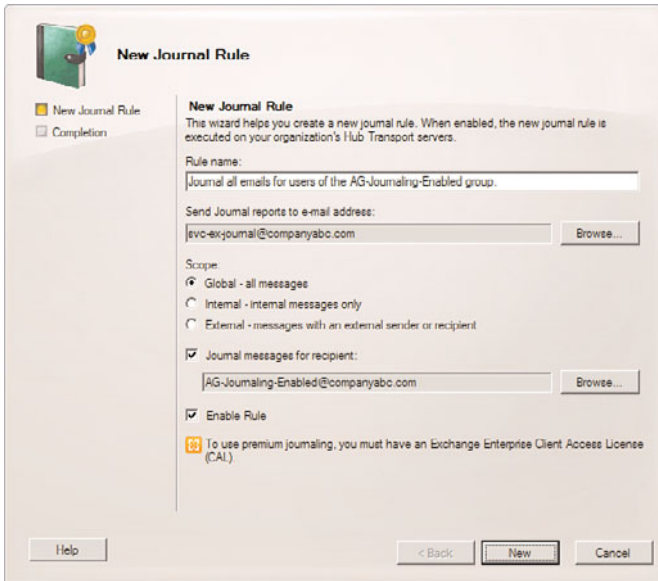 New Journal Rule
New Journal Rule
Completion
New Journal Rule
This wizard helps you create a new journal rule. When enabled, the new journal rule is
executed on your organization's Hub Transport servers.
Rule name:
Journal all emails for users of the AG-Journaling-Enabled group.
Send Journal reports to e-mail address:
svc-ex-journal@companyabc.com
Browse...
Scope:
Global - all messages
Internal - internal messages only
External - messages with an external sender or recipient
Journal messages for recipient:
AG-Journaling-Enabled@companyabc.com
Browse...
Enable Rule
To use premium journaling, you must have an Exchange Enterprise Client Access License
(CAL).
Help
< Back
New
Cancel